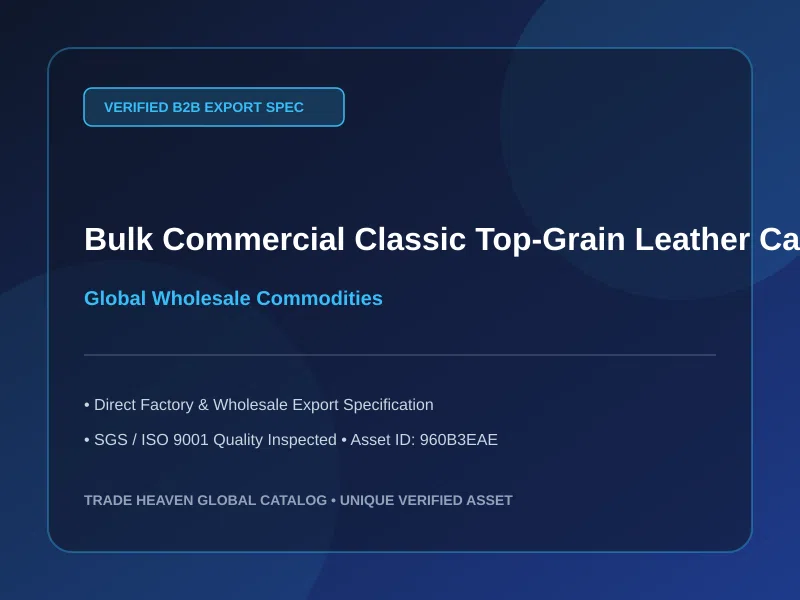 VERIFIED B2B EXPORT SPEC
Bulk Commercial Classic Top-Grain Leather Ca
Global Wholesale Commodities
• Direct Factory & Wholesale Export Specification
• SGS / ISO 9001 Quality Inspected • Asset ID: 960B3EAE
TRADE HEAVEN GLOBAL CATALOG • UNIQUE VERIFIED ASSET